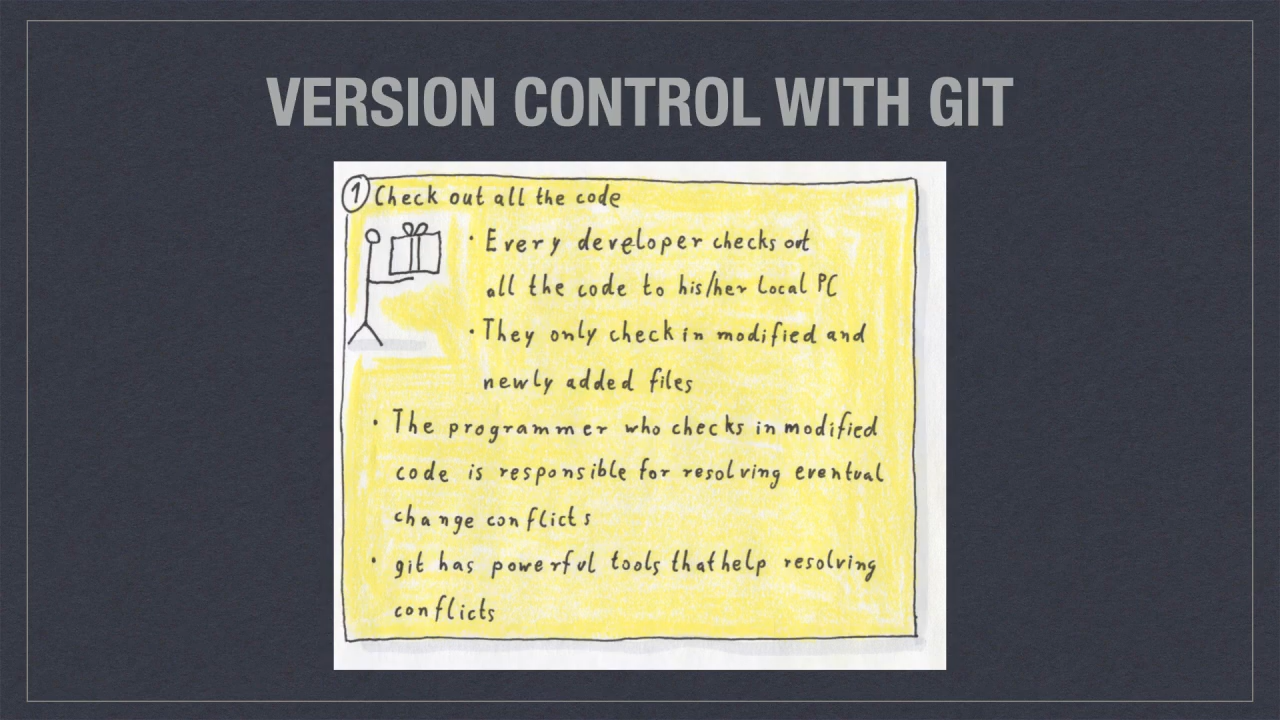 VERSION CONTROL WITH GIT
1 Check out all the code
• Every developer checks out
all the code to his/her Local PC
• They only check in modified and
newly added files
• The programmer who checks in modified
code is responsible for resolving eventual
change conflicts
• git has powerful tools that help resolving
conflicts